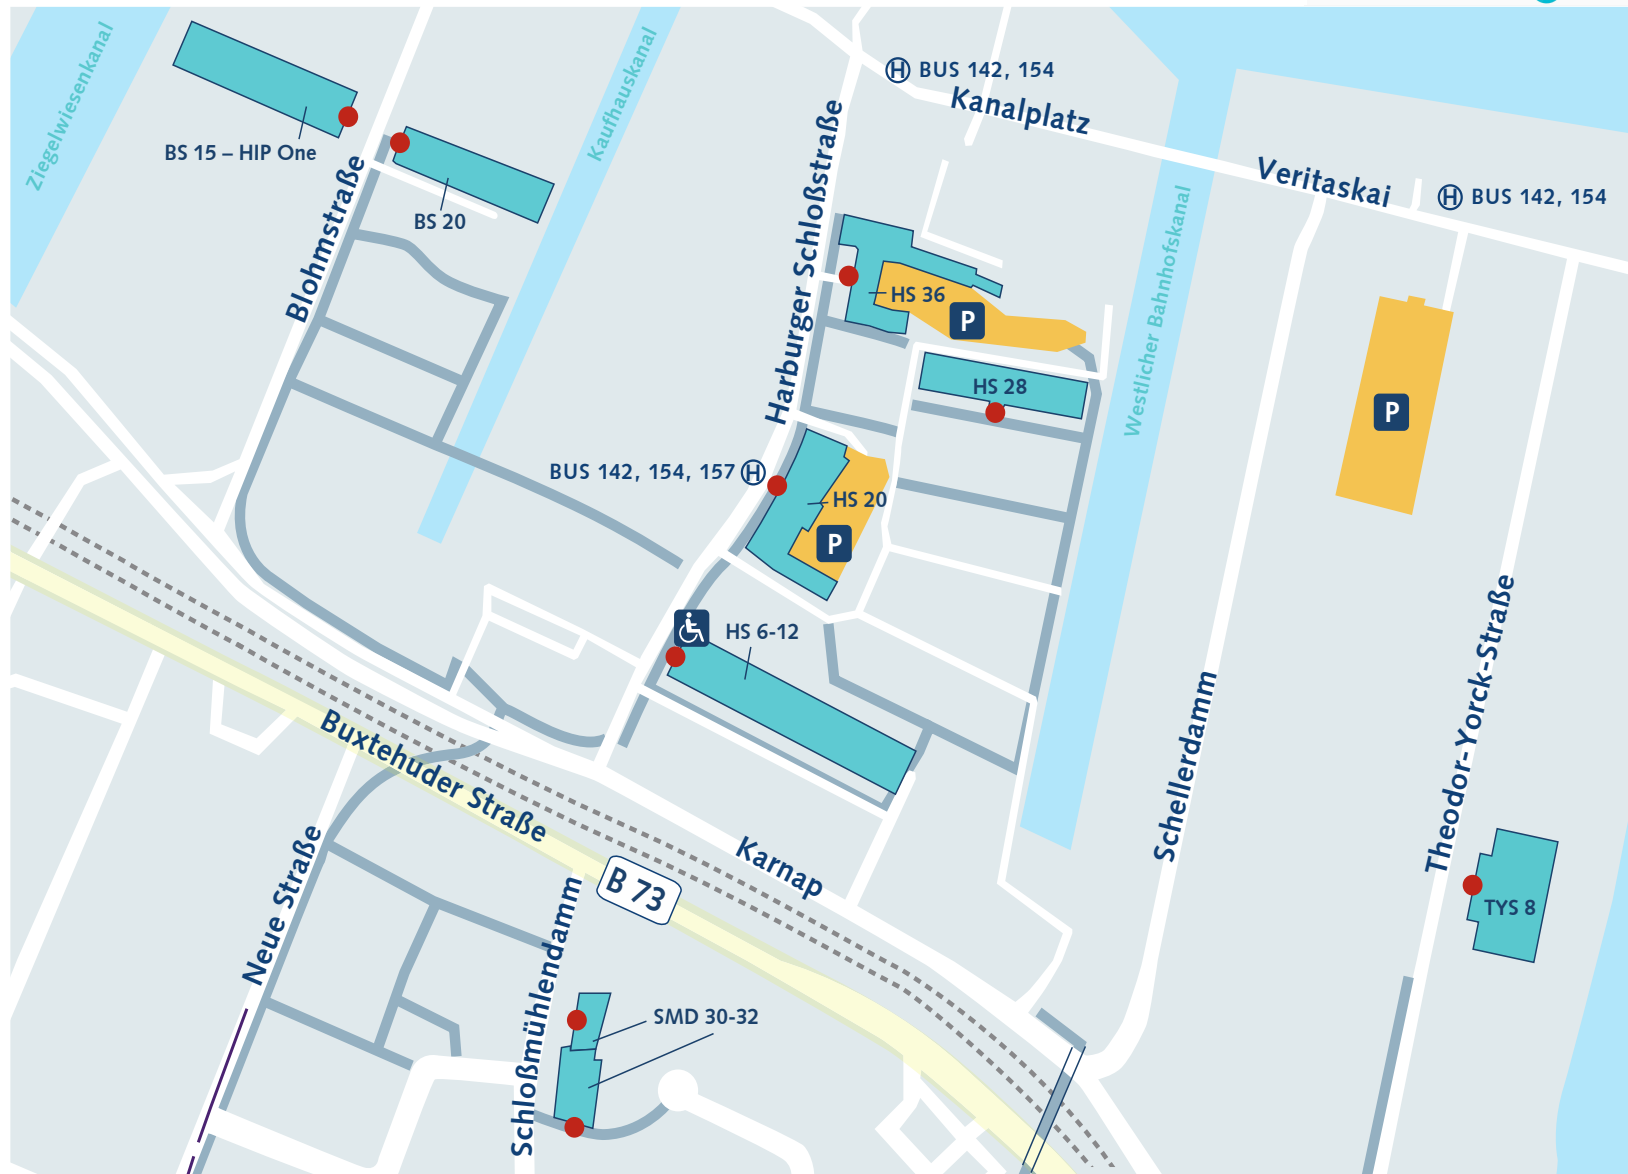 Ziegelwiesenkanal
BS 15 – HIP One
BS 20
Blohmstraße
Kaufhauskanal
Harburger Schloßstraße
H BUS 142, 154
Kanalplatz
Veritaskai
H BUS 142, 154
Westlicher Bahnhofskanal
HS 36
P
HS 28
P
BUS 142, 154, 157 H
HS 20
P
HS 6-12
Buxtehuder Straße
B 73
Karnap
Schellerdamm
Theodor-Yorck-Straße
TYS 8
Neue Straße
Schloßmühlendamm
SMD 30-32